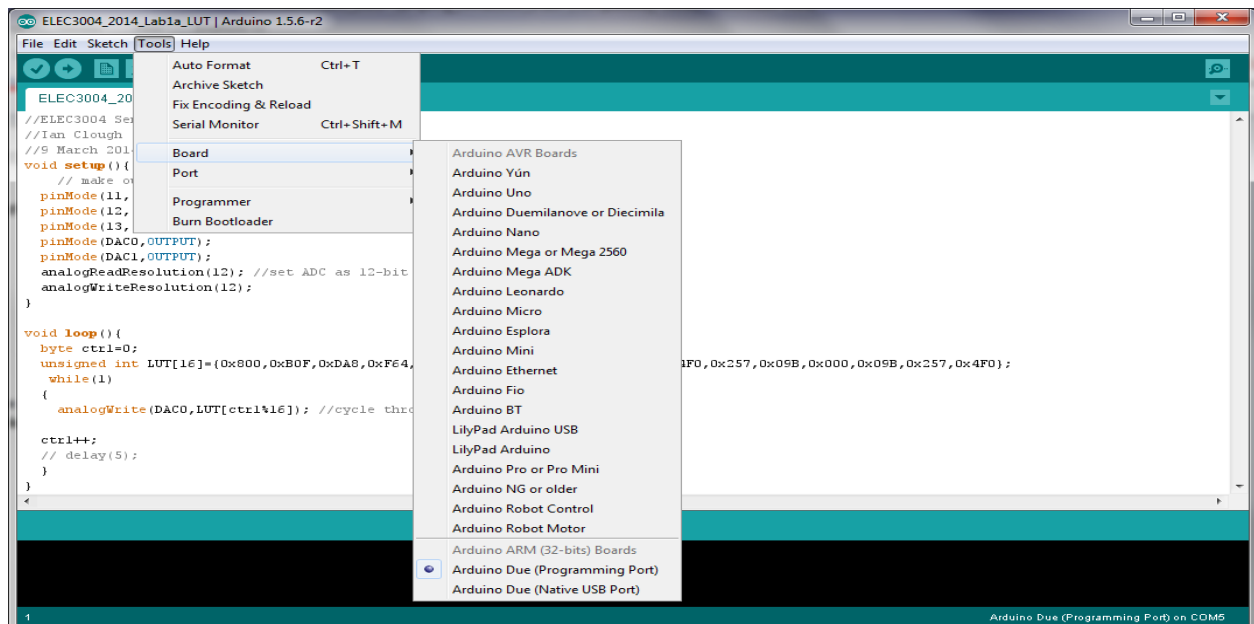 ELEC3004_2014_Lab1a_LUT | Arduino 1.5.6-r2
File Edit Sketch Tools Help
Auto Format Ctrl+T
Archive Sketch
Fix Encoding & Reload
Serial Monitor Ctrl+Shift+M
Board
Port
Programmer
Burn Bootloader
Arduino AVR Boards
Arduino Yún
Arduino Uno
Arduino Duemilanove or Diecimila
Arduino Nano
Arduino Mega or Mega 2560
Arduino Mega ADK
Arduino Leonardo
Arduino Micro
Arduino Esplora
Arduino Mini
Arduino Ethernet
Arduino Fio
Arduino BT
LilyPad Arduino USB
LilyPad Arduino
Arduino Pro or Pro Mini
Arduino NG or older
Arduino Robot Control
Arduino Robot Motor
Arduino ARM (32-bits) Boards
Arduino Due (Programming Port)
Arduino Due (Native USB Port)
ELEC3004_20
//ELEC3004 Se
//Ian Clough
//9 March 201
void setup(){
// make o
pinMode(11,
pinMode(12,
pinMode(13,
pinMode(DAC0,OUTPUT);
pinMode(DAC1,OUTPUT);
analogReadResolution(12); //set ADC as 12-bit
analogWriteResolution(12);
}
void loop(){
byte ctrl=0;
unsigned int LUT[16]={0x800,0xB0F,0xDA8,0xF64, 4F0,0x257,0x09B,0x000,0x09B,0x257,0x4F0};
while(1)
{
analogWrite(DAC0,LUT[ctrl%16]); //cycle thro
ctrl++;
// delay(5);
}
}
1
Arduino Due (Programming Port) on COM5